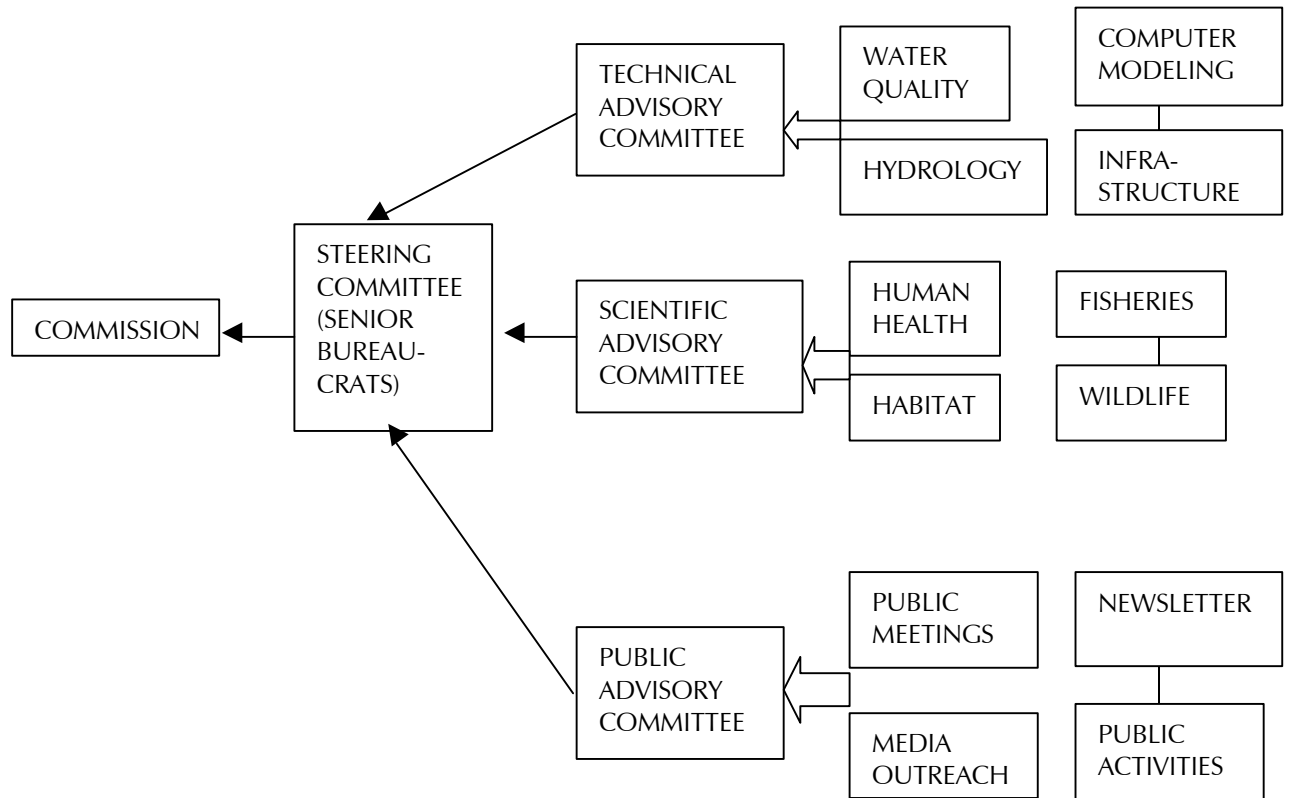 COMMISSION
STEERING
COMMITTEE
(SENIOR
BUREAU-
CRATS)
TECHNICAL
ADVISORY
COMMITTEE
WATER
QUALITY
HYDROLOGY
COMPUTER
MODELING
INFRA-
STRUCTURE
SCIENTIFIC
ADVISORY
COMMITTEE
HUMAN
HEALTH
HABITAT
FISHERIES
WILDLIFE
PUBLIC
ADVISORY
COMMITTEE
PUBLIC
MEETINGS
MEDIA
OUTREACH
NEWSLETTER
PUBLIC
ACTIVITIES